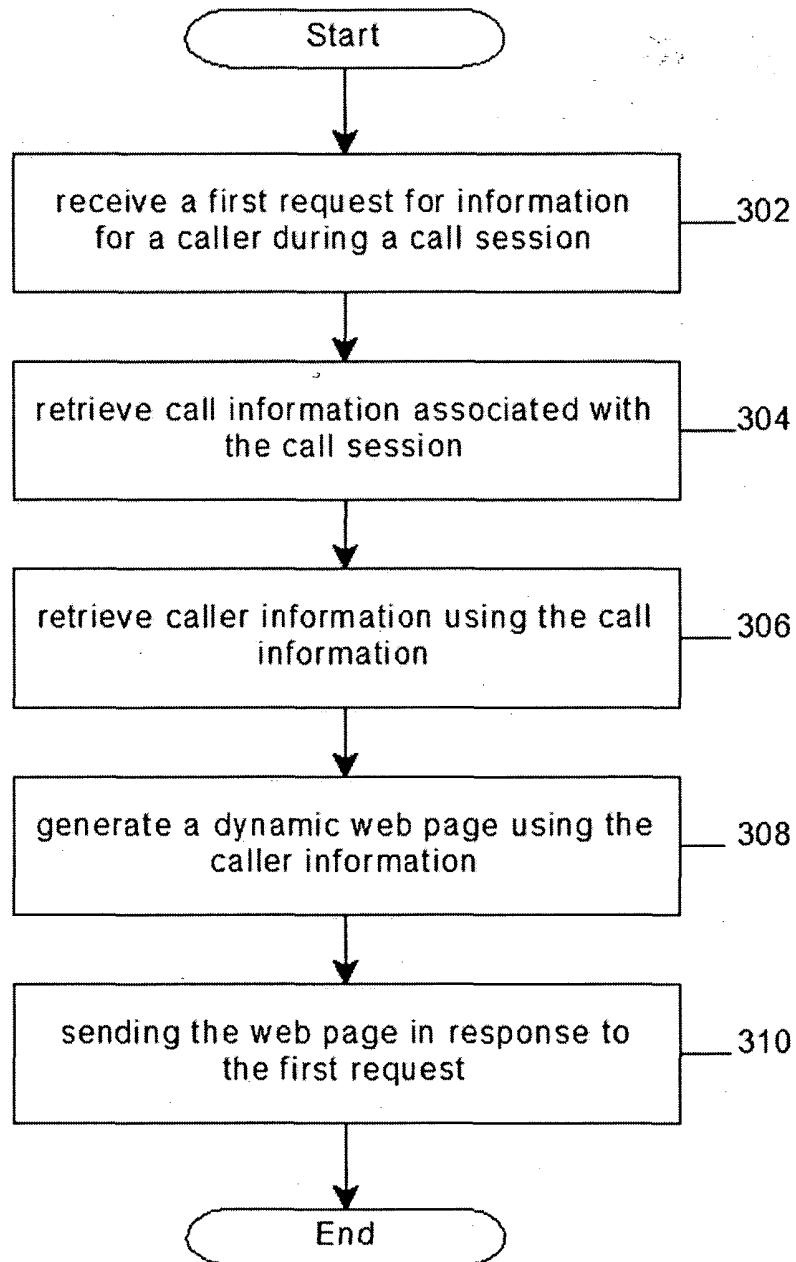 Start
receive a first request for information
for a caller during a call session
302
retrieve call information associated with
the call session
304
retrieve caller information using the call
information
306
generate a dynamic web page using the
caller information
308
sending the web page in response to
the first request
310
End